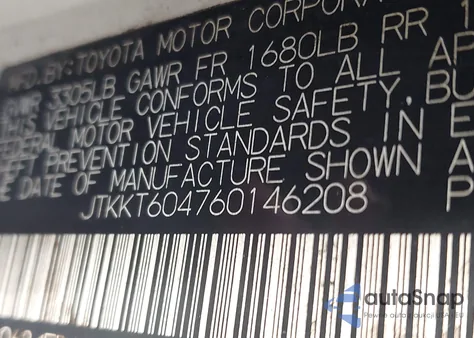 MFD. BY: TOYOTA MOTOR CORPORA
GVWR 3305LB GAWR FR 1680LB RR 1
THIS VEHICLE CONFORMS TO ALL AP
FEDERAL MOTOR VEHICLE SAFETY, BU
THEFT PREVENTION STANDARDS IN E
THE DATE OF MANUFACTURE SHOWN A
JTKKT604760146208 P
autoSnap